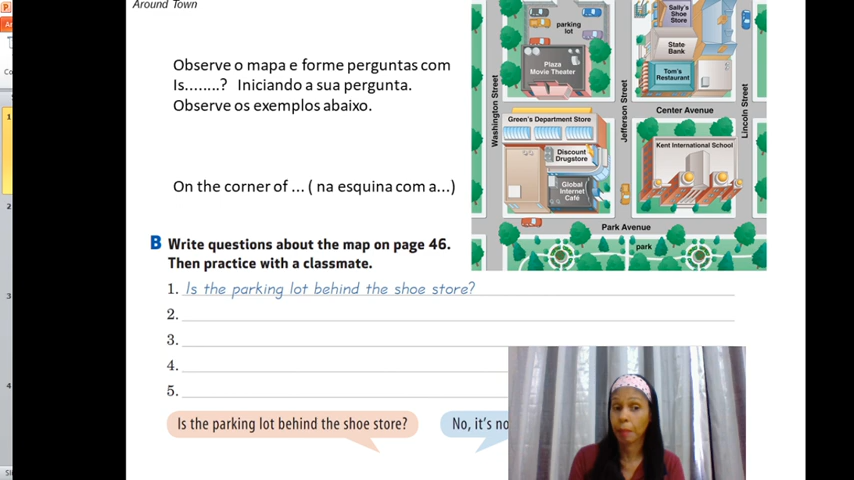 Around Town
Observe o mapa e forme perguntas com
Is........?   Iniciando a sua pergunta.
Observe os exemplos abaixo.
On the corner of ... ( na esquina com a...)
B Write questions about the map on page 46.
Then practice with a classmate.
1. Is the parking lot behind the shoe store?
2.
3.
4.
5.
Is the parking lot behind the shoe store?
No, it's no
parking
lot
Plaza
Movie Theater
Sally's
Shoe
Store
State
Bank
Tom's
Restaurant
Washington Street
Jefferson Street
Lincoln Street
Center Avenue
Green's Department Store
Discount
Drugstore
Global
Internet
Café
Kent International School
Park Avenue
park
1
2
3
4